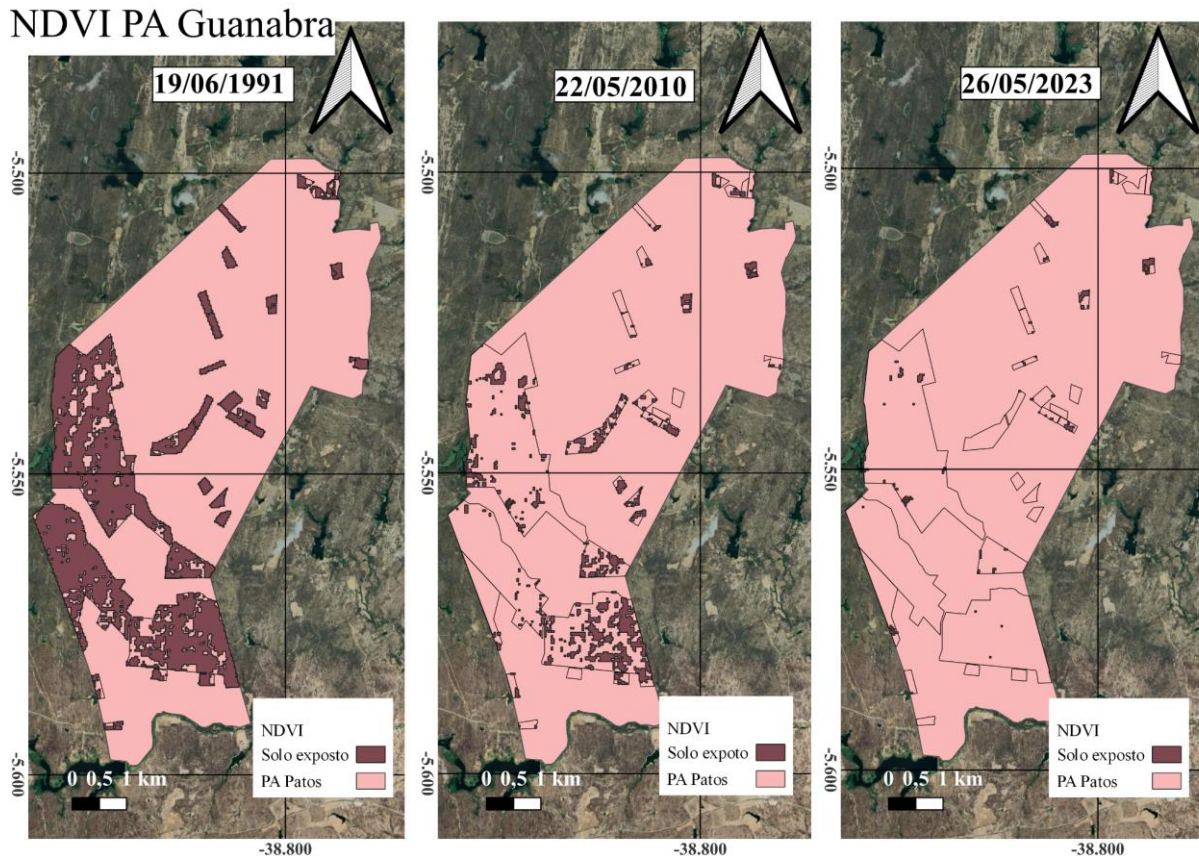 NDVI PA Guanabra
19/06/1991
-5.500
-5.550
-5.600
NDVI
Solo expoto
PA Patos
0 0,5 1 km
-38.800
22/05/2010
-5.500
-5.550
-5.600
NDVI
Solo expoto
PA Patos
0 0,5 1 km
-38.800
26/05/2023
-5.500
-5.550
-5.600
NDVI
Solo expoto
PA Patos
0 0,5 1 km
-38.800